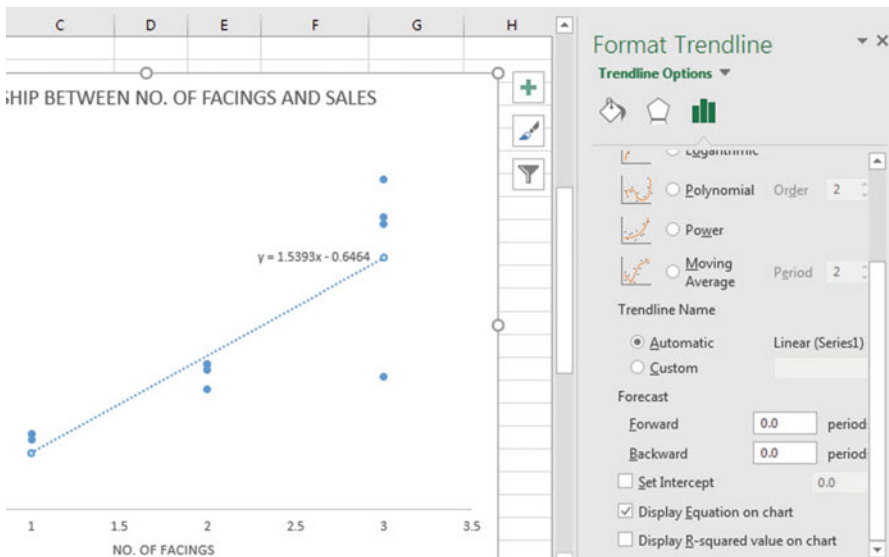 C D E F G H
SHIP BETWEEN NO. OF FACINGS AND SALES
y = 1.5393x - 0.6464
1 1.5 2 2.5 3 3.5
NO. OF FACINGS
Format Trendline
Trendline Options
Logarithmic
Polynomial Order 2
Power
Moving Average Period 2
Trendline Name
Automatic Linear (Series1)
Custom
Forecast
Forward 0.0 period
Backward 0.0 period
Set Intercept 0.0
Display Equation on chart
Display R-squared value on chart